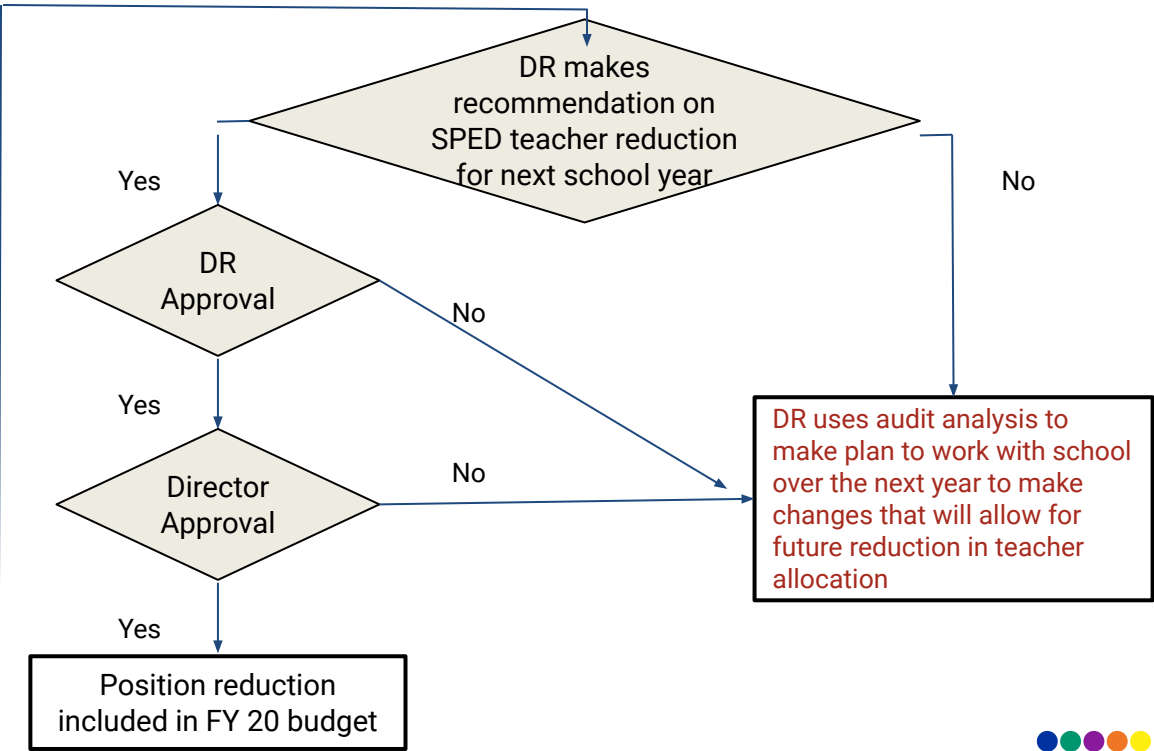 DR makes
recommendation on
SPED teacher reduction
for next school year
Yes
No
DR
Approval
No
Yes
DR uses audit analysis to
make plan to work with school
over the next year to make
changes that will allow for
future reduction in teacher
allocation
Director
Approval
No
Yes
Position reduction
included in FY 20 budget